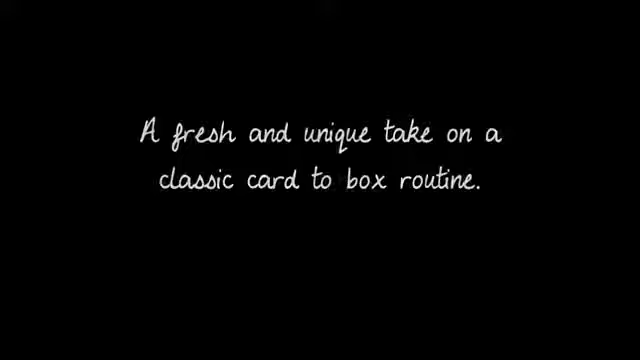 A fresh and unique take on a
classic card to box routine.